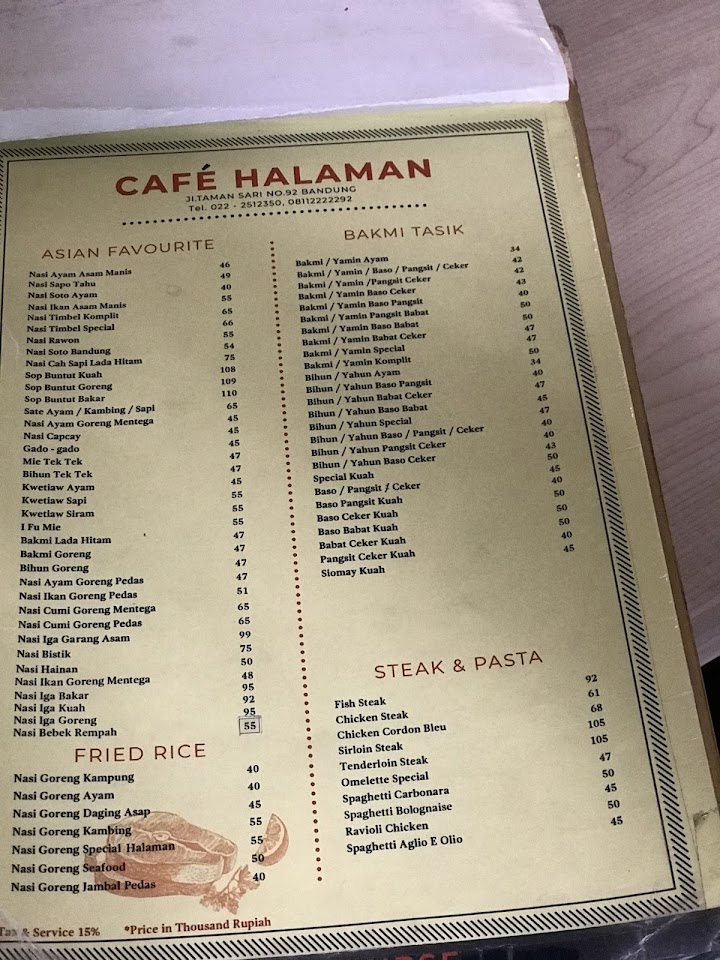 CAFÉ HALAMAN
Jl.TAMAN SARI NO.92 BANDUNG
Tel. 022 - 2512350, 08112222292
ASIAN FAVOURITE
Nasi Ayam Asam Manis 46
Nasi Sapo Tahu 49
Nasi Soto Ayam 40
Nasi Ikan Asam Manis 55
Nasi Timbel Komplit 65
Nasi Timbel Special 66
Nasi Rawon 55
Nasi Soto Bandung 54
Nasi Cah Sapi Lada Hitam 75
Sop Buntut Kuah 108
Sop Buntut Goreng 109
Sop Buntut Bakar 110
Sate Ayam / Kambing / Sapi 65
Nasi Ayam Goreng Mentega 45
Nasi Capcay 45
Gado - gado 45
Mie Tek Tek 47
Bihun Tek Tek 47
Kwetiaw Ayam 45
Kwetiaw Sapi 55
Kwetiaw Siram 55
I Fu Mie 55
Bakmi Lada Hitam 47
Bakmi Goreng 47
Bihun Goreng 47
Nasi Ayam Goreng Pedas 47
Nasi Ikan Goreng Pedas 51
Nasi Cumi Goreng Mentega 65
Nasi Cumi Goreng Pedas 65
Nasi Iga Garang Asam 99
Nasi Bistik 75
Nasi Hainan 50
Nasi Ikan Goreng Mentega 48
Nasi Iga Bakar 95
Nasi Iga Kuah 92
Nasi Iga Goreng 95
Nasi Bebek Rempah 55
FRIED RICE
Nasi Goreng Kampung 40
Nasi Goreng Ayam 40
Nasi Goreng Daging Asap 45
Nasi Goreng Kambing 55
Nasi Goreng Special Halaman 55
Nasi Goreng Seafood 50
Nasi Goreng Jambal Pedas 40
BAKMI TASIK
Bakmi / Yamin Ayam 34
Bakmi / Yamin / Baso / Pangsit / Ceker 42
Bakmi / Yamin /Pangsit Ceker 42
Bakmi / Yamin Baso Ceker 43
Bakmi / Yamin Baso Pangsit 40
Bakmi / Yamin Pangsit Babat 50
Bakmi / Yamin Baso Babat 50
Bakmi / Yamin Babat Ceker 47
Bakmi / Yamin Special 47
Bakmi / Yamin Komplit 50
Bihun / Yahun Ayam 34
Bihun / Yahun Baso Pangsit 40
Bihun / Yahun Babat Ceker 47
Bihun / Yahun Baso Babat 45
Bihun / Yahun Special 47
Bihun / Yahun Baso / Pangsit / Ceker 40
Bihun / Yahun Pangsit Ceker 40
Bihun / Yahun Baso Ceker 43
Special Kuah 50
Baso / Pangsit / Ceker 45
Baso Pangsit Kuah 40
Baso Ceker Kuah 50
Baso Babat Kuah 50
Babat Ceker Kuah 50
Pangsit Ceker Kuah 40
Siomay Kuah 45
STEAK & PASTA
Fish Steak 92
Chicken Steak 61
Chicken Cordon Bleu 68
Sirloin Steak 105
Tenderloin Steak 105
Omelette Special 47
Spaghetti Carbonara 50
Spaghetti Bolognaise 45
Ravioli Chicken 50
Spaghetti Aglio E Olio 45
Tax & Service 15% *Price in Thousand Rupiah